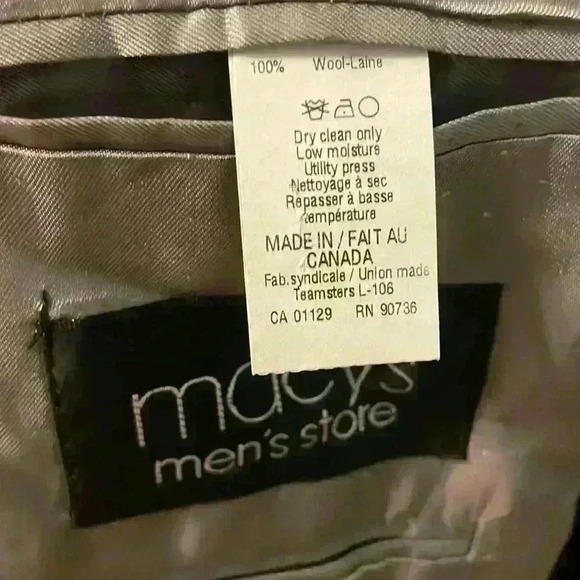 100% Wool-Laine
Dry clean only
Low moisture
Utility press
Nettoyage à sec
Repasser à basse
température
MADE IN / FAIT AU
CANADA
Fab.syndicale / Union made
Teamsters L-106
CA 01129 RN 90736
macys
men's store